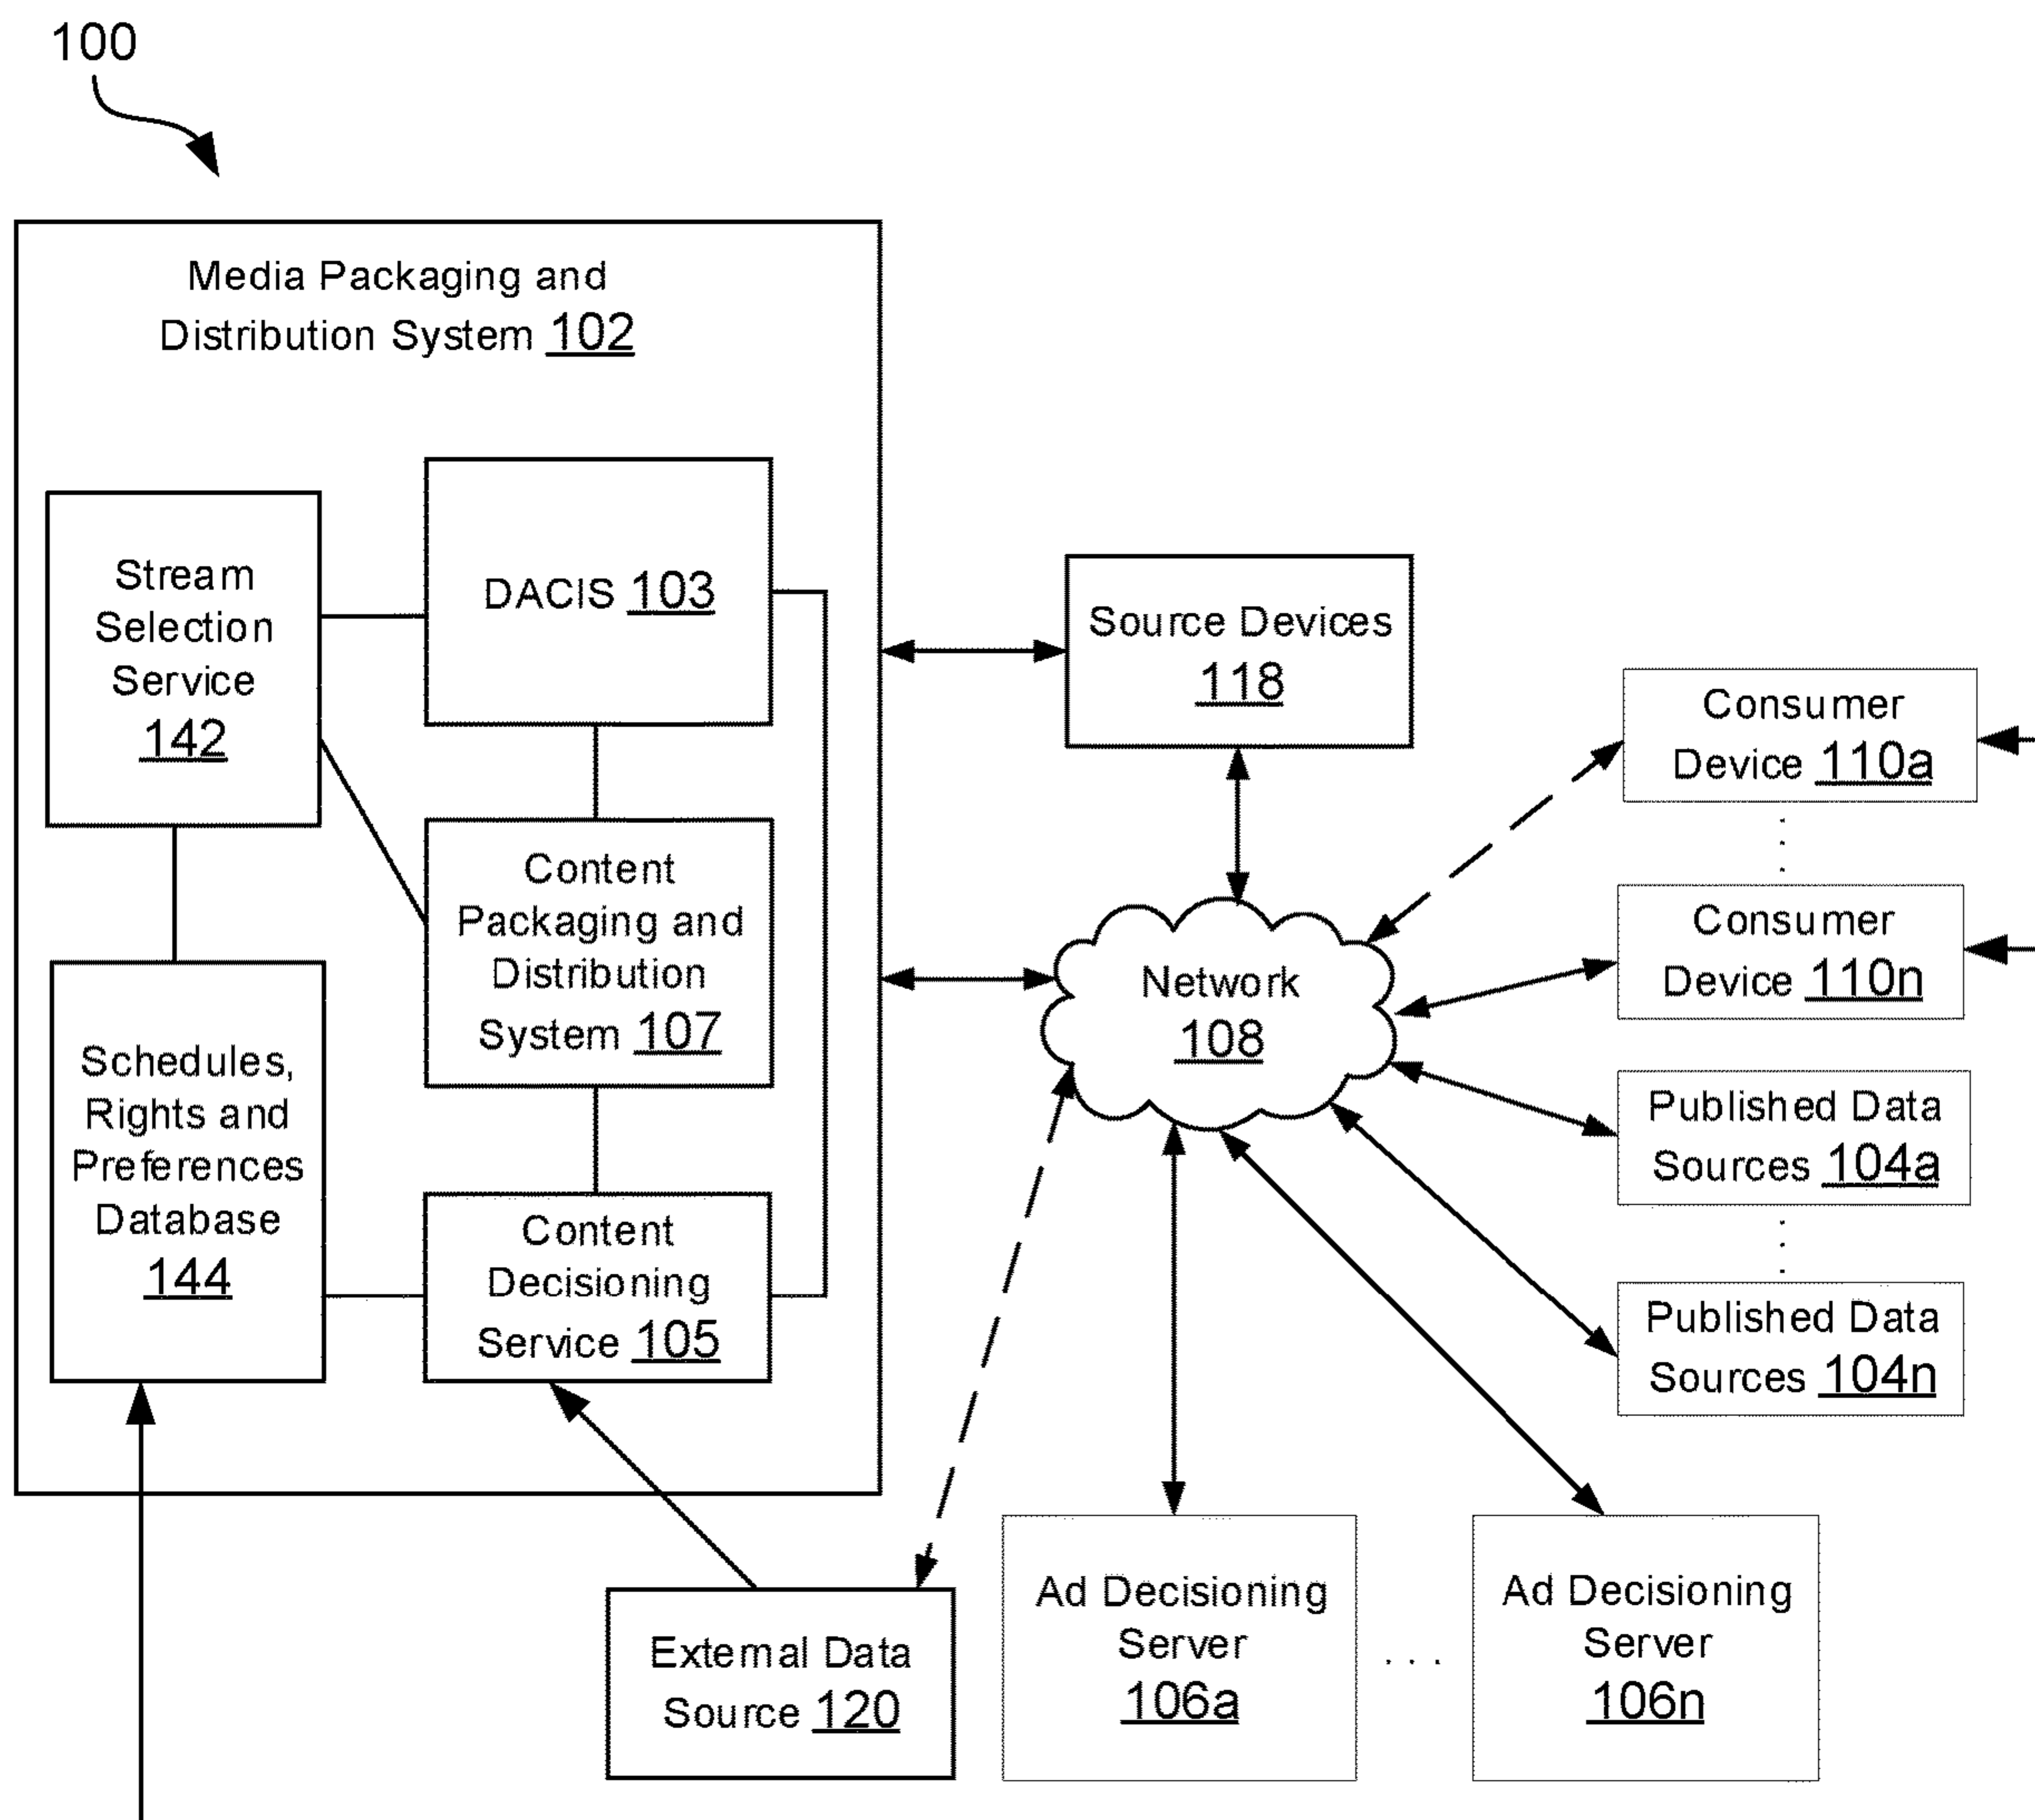 100
Media Packaging and
Distribution System 102
Stream
Selection
Service
142
DACIS 103
Content
Packaging and
Distribution
System 107
Schedules,
Rights and
Preferences
Database
144
Content
Decisioning
Service 105
Source Devices
118
Network
108
Consumer
Device 110a
Consumer
Device 110n
Published Data
Sources 104a
Published Data
Sources 104n
External Data
Source 120
Ad Decisioning
Server
106a
. . .
Ad Decisioning
Server
106n